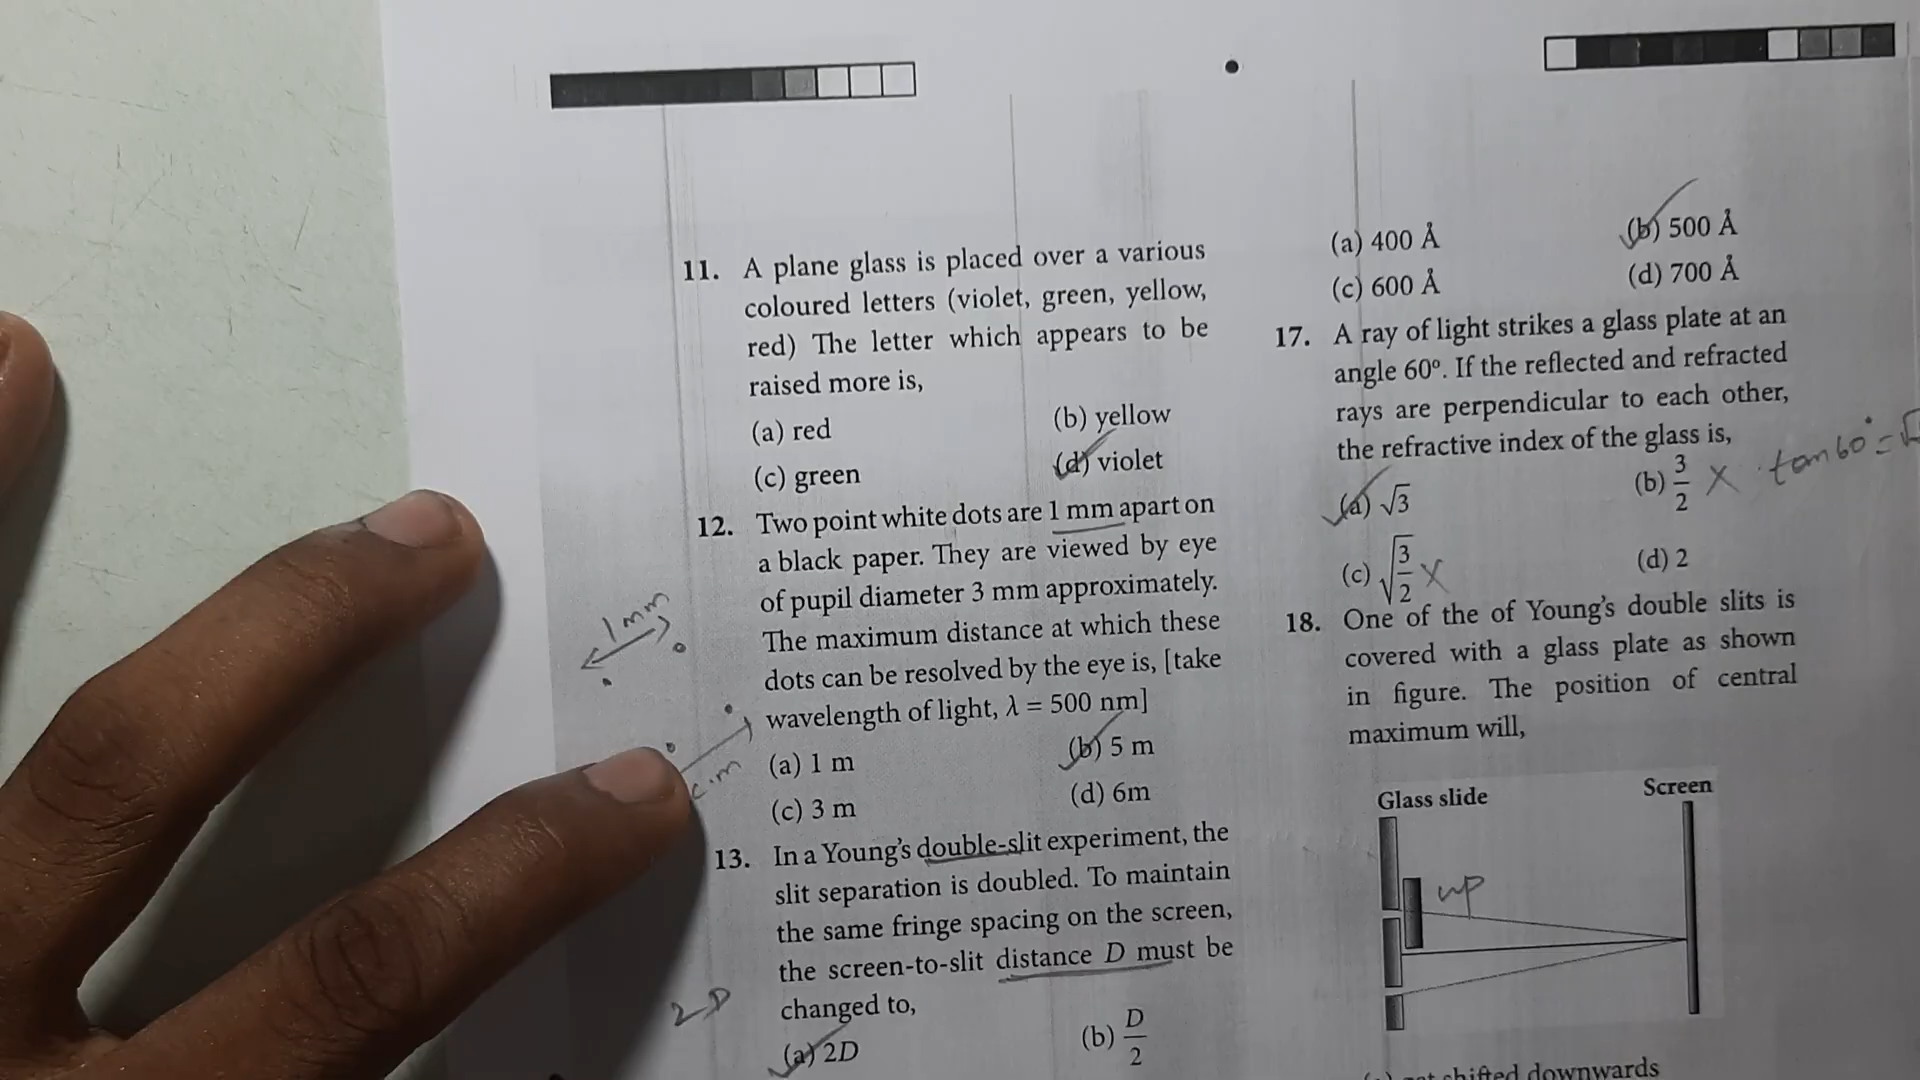 11. A plane glass is placed over a various
coloured letters (violet, green, yellow,
red) The letter which appears to be
raised more is,
(a) red (b) yellow
(c) green (d) violet
12. Two point white dots are 1 mm apart on
a black paper. They are viewed by eye
of pupil diameter 3 mm approximately.
The maximum distance at which these
dots can be resolved by the eye is, [take
wavelength of light, λ = 500 nm]
1mm
(a) 1 m (b) 5 m
(c) 3 m (d) 6m
13. In a Young's double-slit experiment, the
slit separation is doubled. To maintain
the same fringe spacing on the screen,
the screen-to-slit distance D must be
changed to,
2D
(a) 2D (b) D/2
(a) 400 Å (b) 500 Å
(c) 600 Å (d) 700 Å
17. A ray of light strikes a glass plate at an
angle 60°. If the reflected and refracted
rays are perpendicular to each other,
the refractive index of the glass is,
(a) √3 (b) 3/2 x tan60° =
(c) √3/2 x (d) 2
18. One of the of Young's double slits is
covered with a glass plate as shown
in figure. The position of central
maximum will,
Glass slide Screen
up
shifted downwards